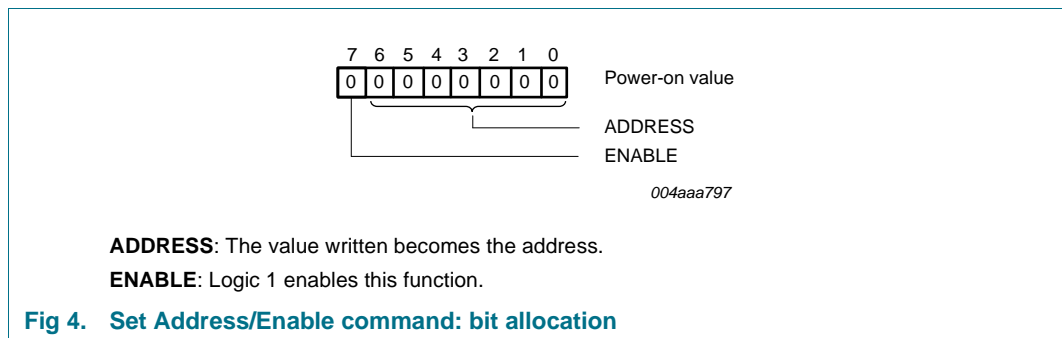 7 6 5 4 3 2 1 0
0 0 0 0 0 0 0 0 Power-on value
ADDRESS
ENABLE
004aaa797
ADDRESS: The value written becomes the address.
ENABLE: Logic 1 enables this function.
Fig 4. Set Address/Enable command: bit allocation